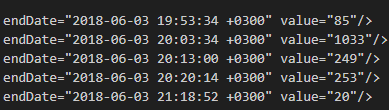 endDate="2018-06-03 19:53:34 +0300" value="85"/>
endDate="2018-06-03 20:03:34 +0300" value="1033"/>
endDate="2018-06-03 20:13:00 +0300" value="249"/>
endDate="2018-06-03 20:20:14 +0300" value="253"/>
endDate="2018-06-03 21:18:52 +0300" value="20"/>